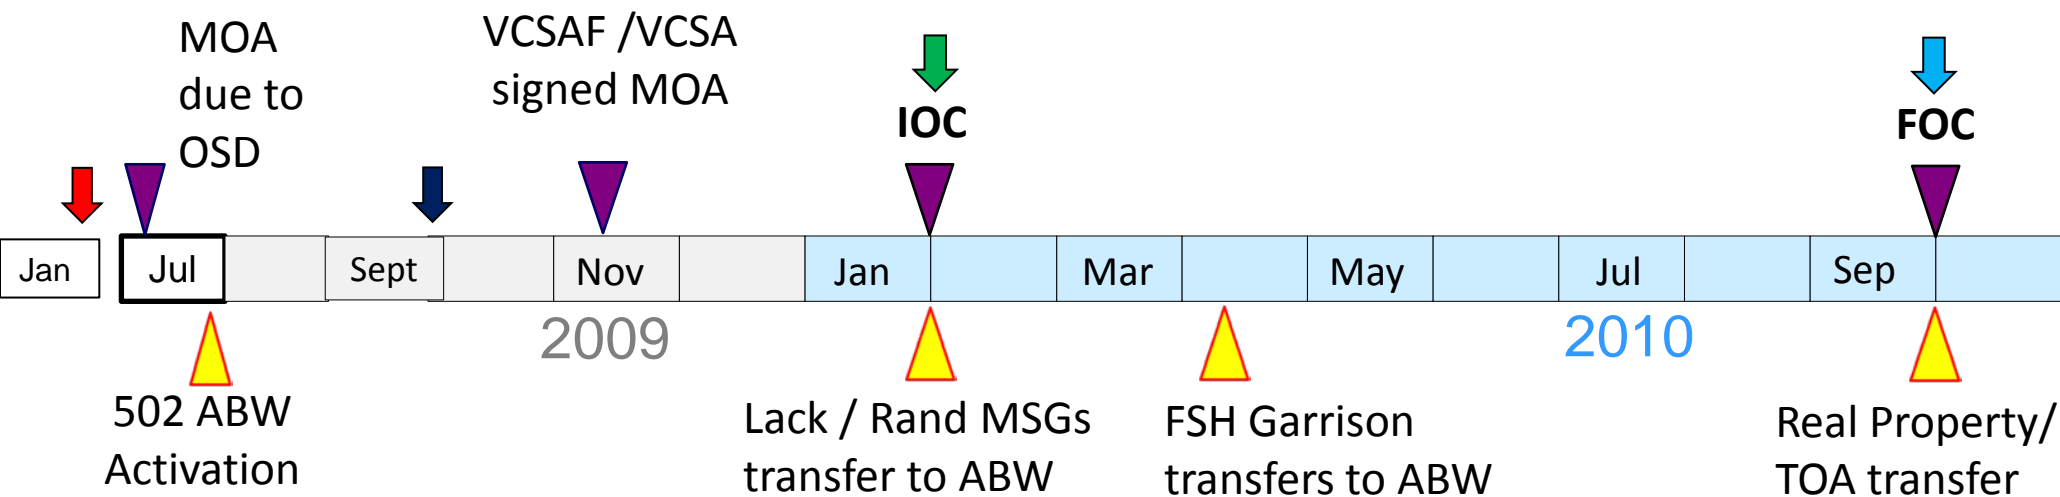 MOA
due to
OSD
VCSAF /VCSA
signed MOA
IOC
FOC
Jan
Jul
Sept
Nov
Jan
Mar
May
Jul
Sep
2009
2010
502 ABW
Activation
Lack / Rand MSGs
transfer to ABW
FSH Garrison
transfers to ABW
Real Property/
TOA transfer